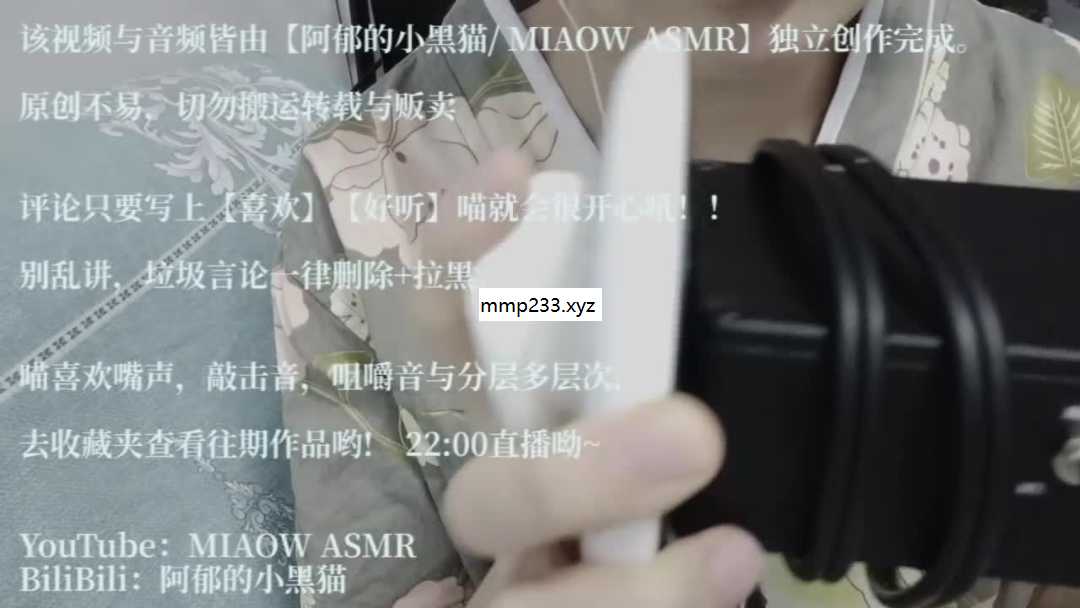 该视频与音频皆由【阿郁的小黑猫/ MIAOW ASMR】独立创作完成。
原创不易，切勿搬运转载与贩卖
评论只要写上【喜欢】【好听】喵就会很开心吼！！
别乱讲，垃圾言论一律删除+拉黑
mmp233.xyz
喵喜欢嘴声，敲击音，咀嚼音与分层多层次。
去收藏夹查看往期作品哟！ 22:00直播呦~
YouTube：MIAOW ASMR
BiliBili：阿郁的小黑猫